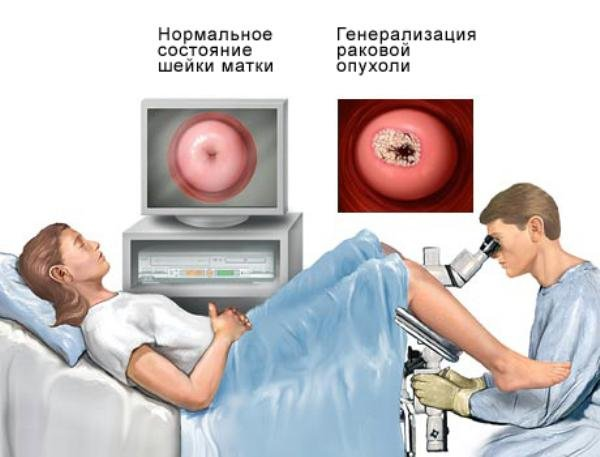 Нормальное
состояние
шейки матки
Генерализация
раковой
опухоли